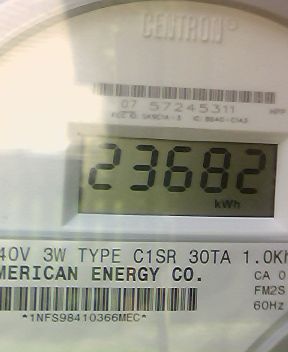 CENTRON®
07 57245311
23682
kWh
40V 3W TYPE C1SR 30TA 1.0Kh
MERICAN ENERGY CO.
CA 0
FM2S
60Hz
*1NFS98410366MEC*